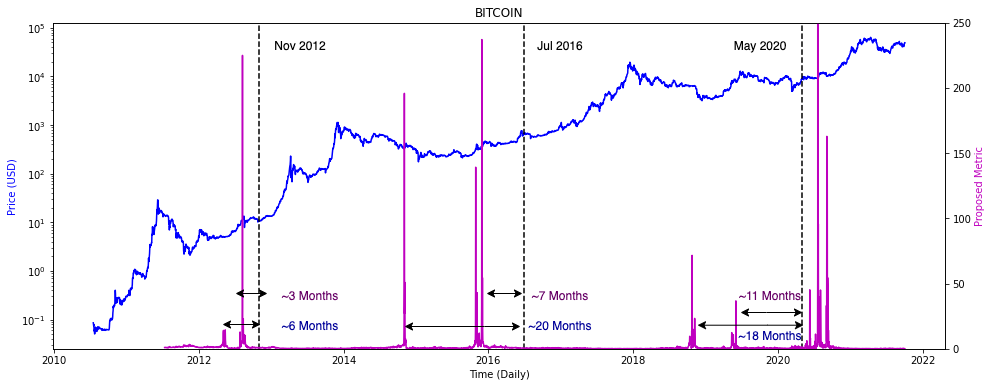 BITCOIN
10^5
10^4
10^3
10^2
10^1
10^0
10^-1
Price (USD)
Nov 2012
Jul 2016
May 2020
~3 Months
~6 Months
~7 Months
~20 Months
~11 Months
~18 Months
250
200
150
100
50
0
Proposed Metric
2010 2012 2014 2016 2018 2020 2022
Time (Daily)